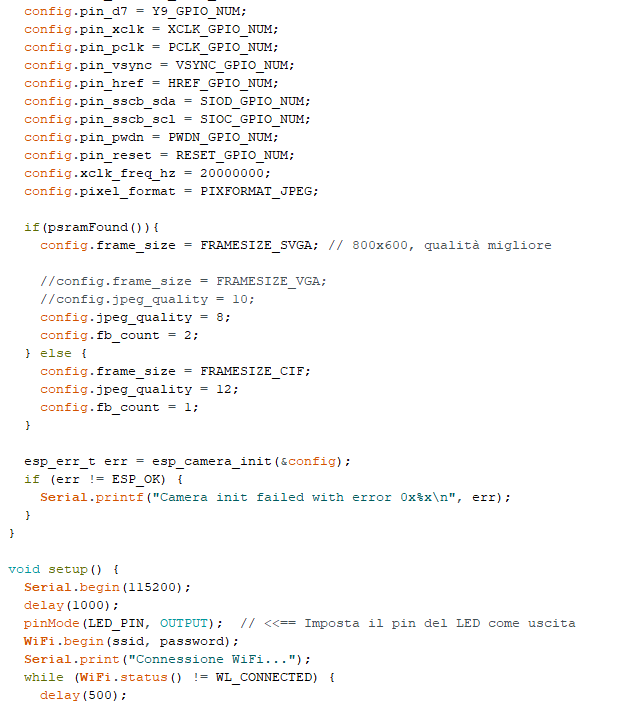 config.pin_d7 = Y9_GPIO_NUM;
config.pin_xclk = XCLK_GPIO_NUM;
config.pin_pclk = PCLK_GPIO_NUM;
config.pin_vsync = VSYNC_GPIO_NUM;
config.pin_href = HREF_GPIO_NUM;
config.pin_sscb_sda = SIOD_GPIO_NUM;
config.pin_sscb_scl = SIOC_GPIO_NUM;
config.pin_pwdn = PWDN_GPIO_NUM;
config.pin_reset = RESET_GPIO_NUM;
config.xclk_freq_hz = 20000000;
config.pixel_format = PIXFORMAT_JPEG;
if(psramFound()){
config.frame_size = FRAMESIZE_SVGA; // 800x600, qualità migliore
//config.frame_size = FRAMESIZE_VGA;
//config.jpeg_quality = 10;
config.jpeg_quality = 8;
config.fb_count = 2;
} else {
config.frame_size = FRAMESIZE_CIF;
config.jpeg_quality = 12;
config.fb_count = 1;
}
esp_err_t err = esp_camera_init(&config);
if (err != ESP_OK) {
Serial.printf("Camera init failed with error 0x%x\n", err);
}
}
void setup() {
Serial.begin(115200);
delay(1000);
pinMode(LED_PIN, OUTPUT);  // <<== Imposta il pin del LED come uscita
WiFi.begin(ssid, password);
Serial.print("Connessione WiFi...");
while (WiFi.status() != WL_CONNECTED) {
delay(500);